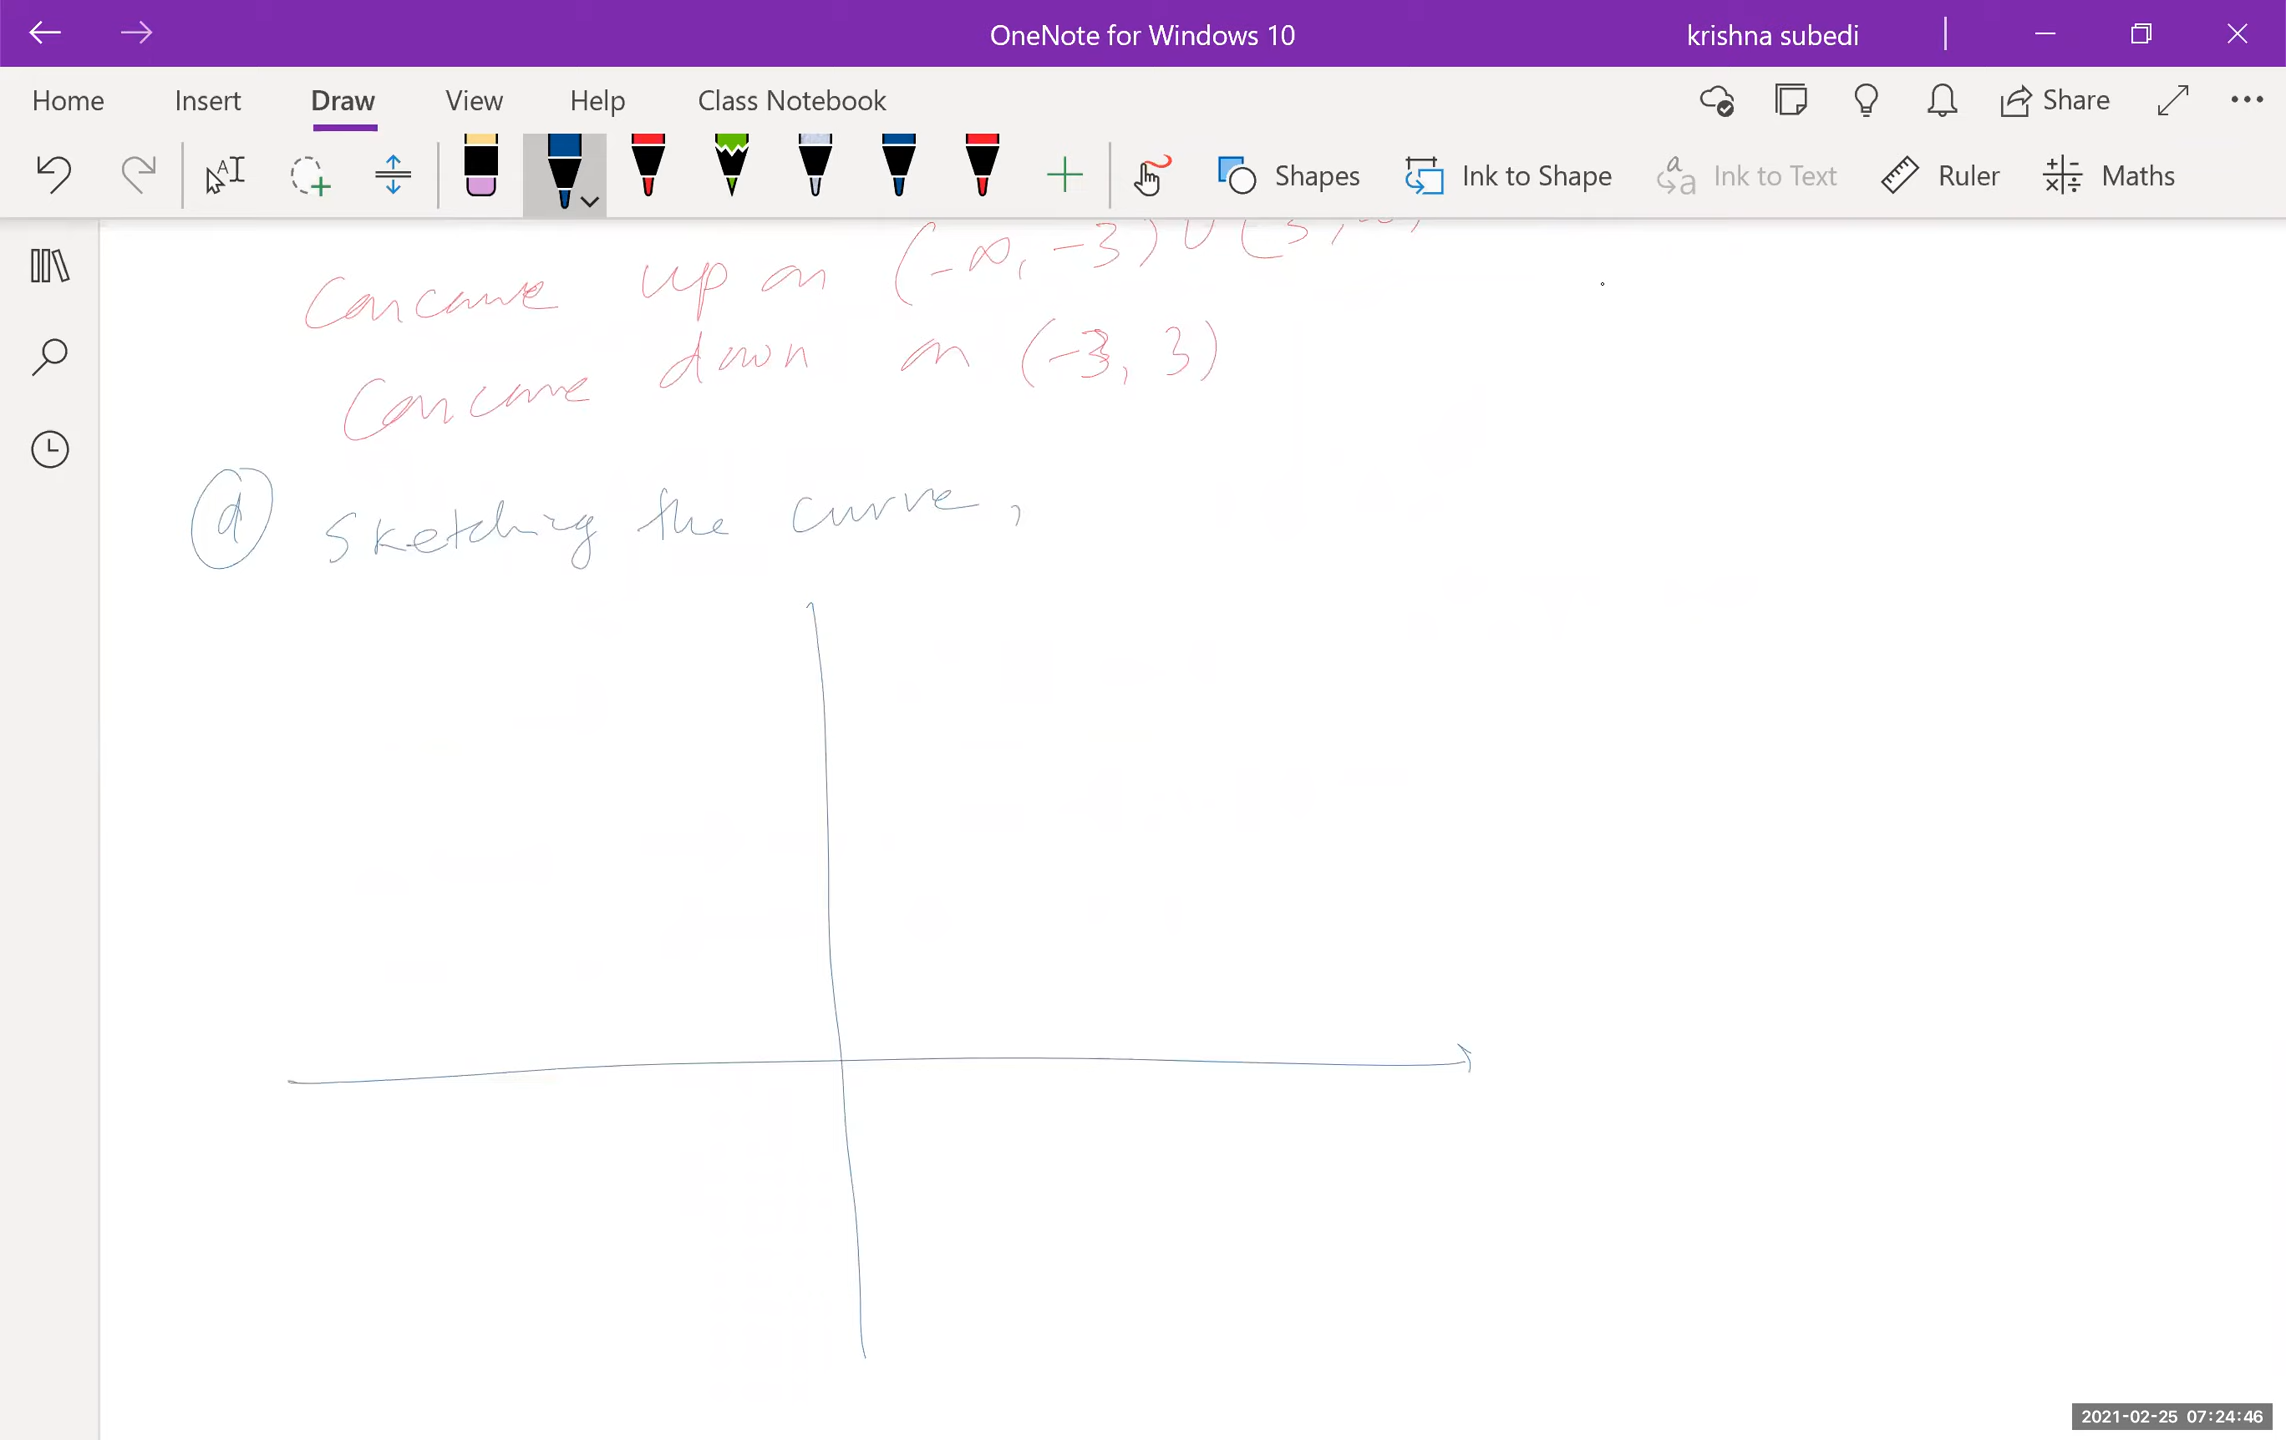 OneNote for Windows 10
krishna subedi
Home Insert Draw View Help Class Notebook Share
Shapes Ink to Shape Ink to Text Ruler Maths
Concave up on (-∞, -3) ∪ (3, ∞)
Concave down on (-3, 3)
d Sketching the curve,
2021-02-25 07:24:46